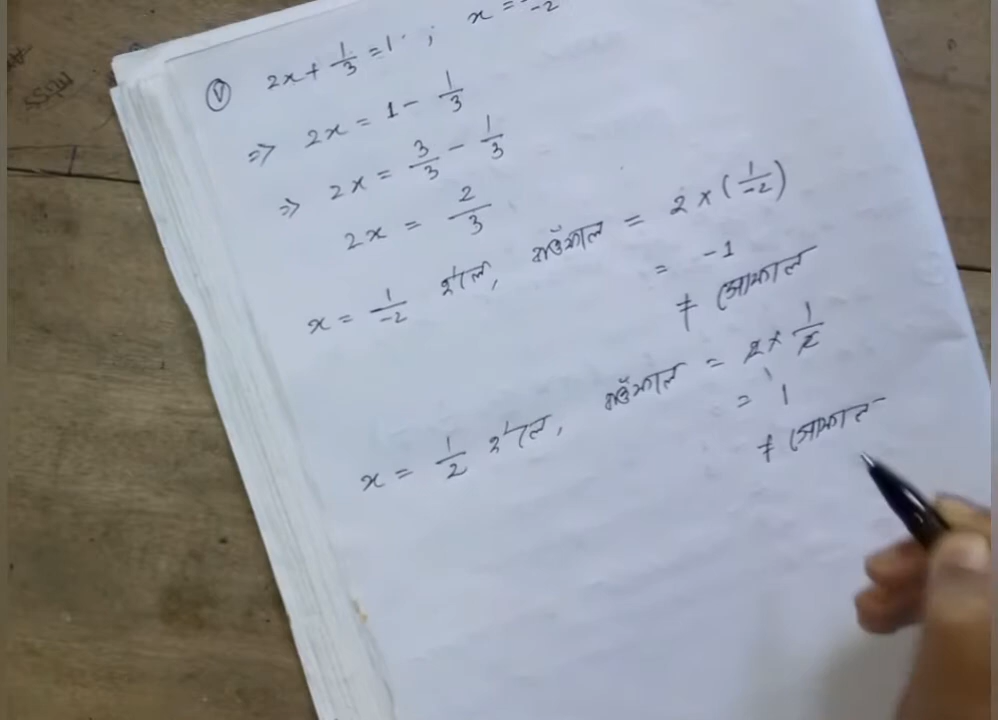 (V) 2x + 1/3 = 1 ; x = /-2
⇒ 2x = 1 - 1/3
⇒ 2x = 3/3 - 1/3
2x = 2/3
x = 1/-2 হ'লে, বাওঁফাল = 2 × (1/-2)
= -1
≠ সোঁফাল
x = 1/2 হ'লে, বাওঁফাল = 2 × 1/2
= 1
≠ সোঁফাল